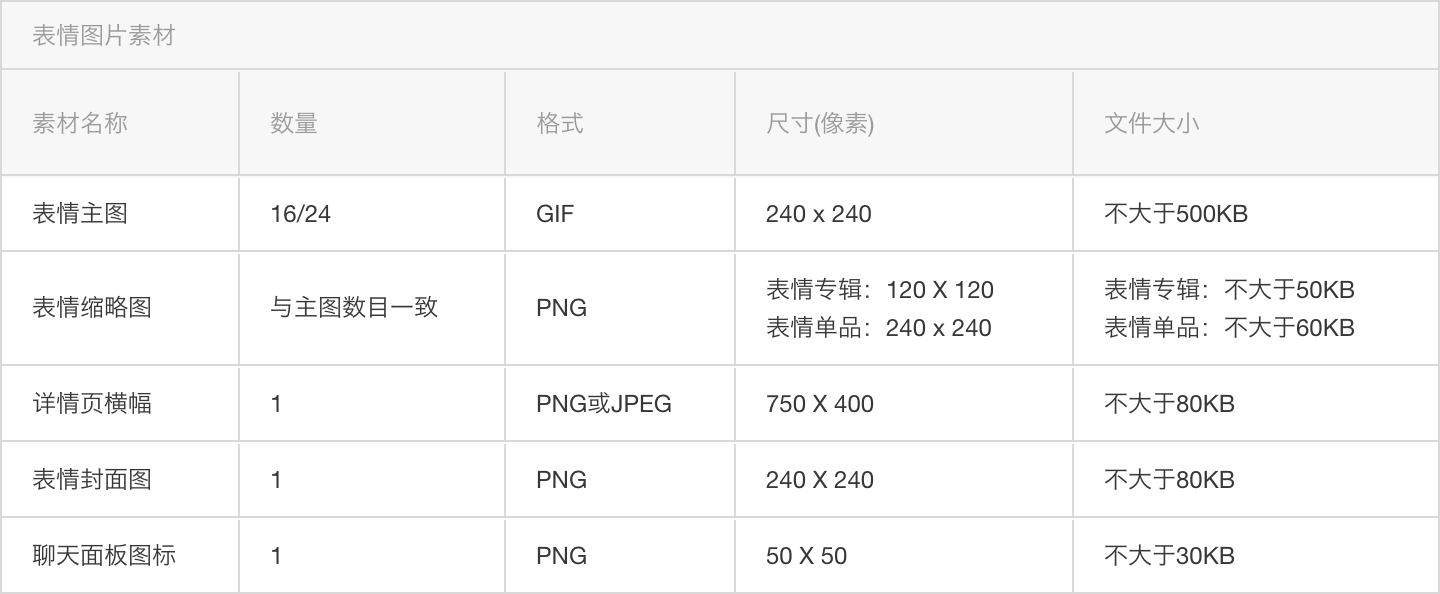 表情图片素材
素材名称 数量 格式 尺寸(像素) 文件大小
表情主图 16/24 GIF 240 x 240 不大于500KB
表情缩略图 与主图数目一致 PNG 表情专辑：120 X 120 表情专辑：不大于50KB
表情单品：240 x 240 表情单品：不大于60KB
详情页横幅 1 PNG或JPEG 750 X 400 不大于80KB
表情封面图 1 PNG 240 X 240 不大于80KB
聊天面板图标 1 PNG 50 X 50 不大于30KB